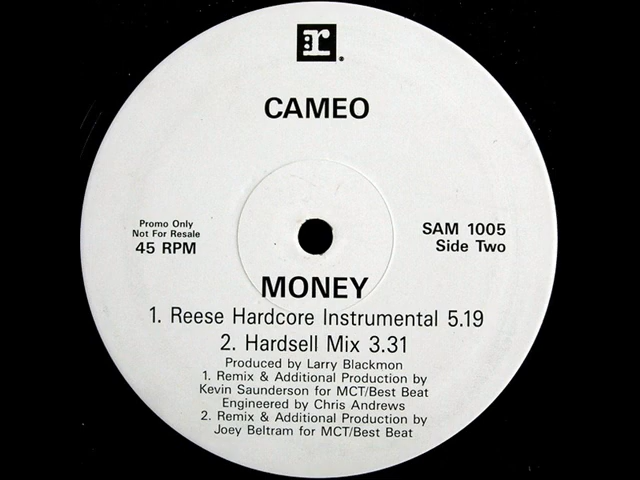 r®
CAMEO
Promo Only
Not For Resale
45 RPM
SAM 1005
Side Two
MONEY
1. Reese Hardcore Instrumental 5.19
2. Hardsell Mix 3.31
Produced by Larry Blackmon
1. Remix & Additional Production by
Kevin Saunderson for MCT/Best Beat
Engineered by Chris Andrews
2. Remix & Additional Production by
Joey Beltram for MCT/Best Beat